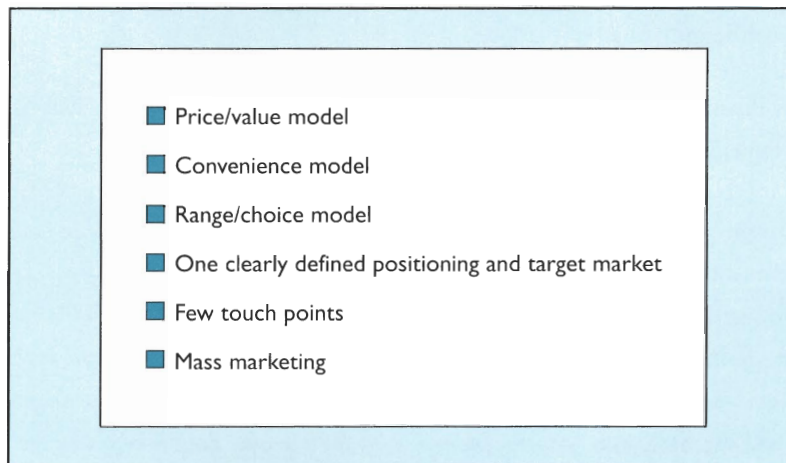 Price/value model
Convenience model
Range/choice model
One clearly defined positioning and target market
Few touch points
Mass marketing